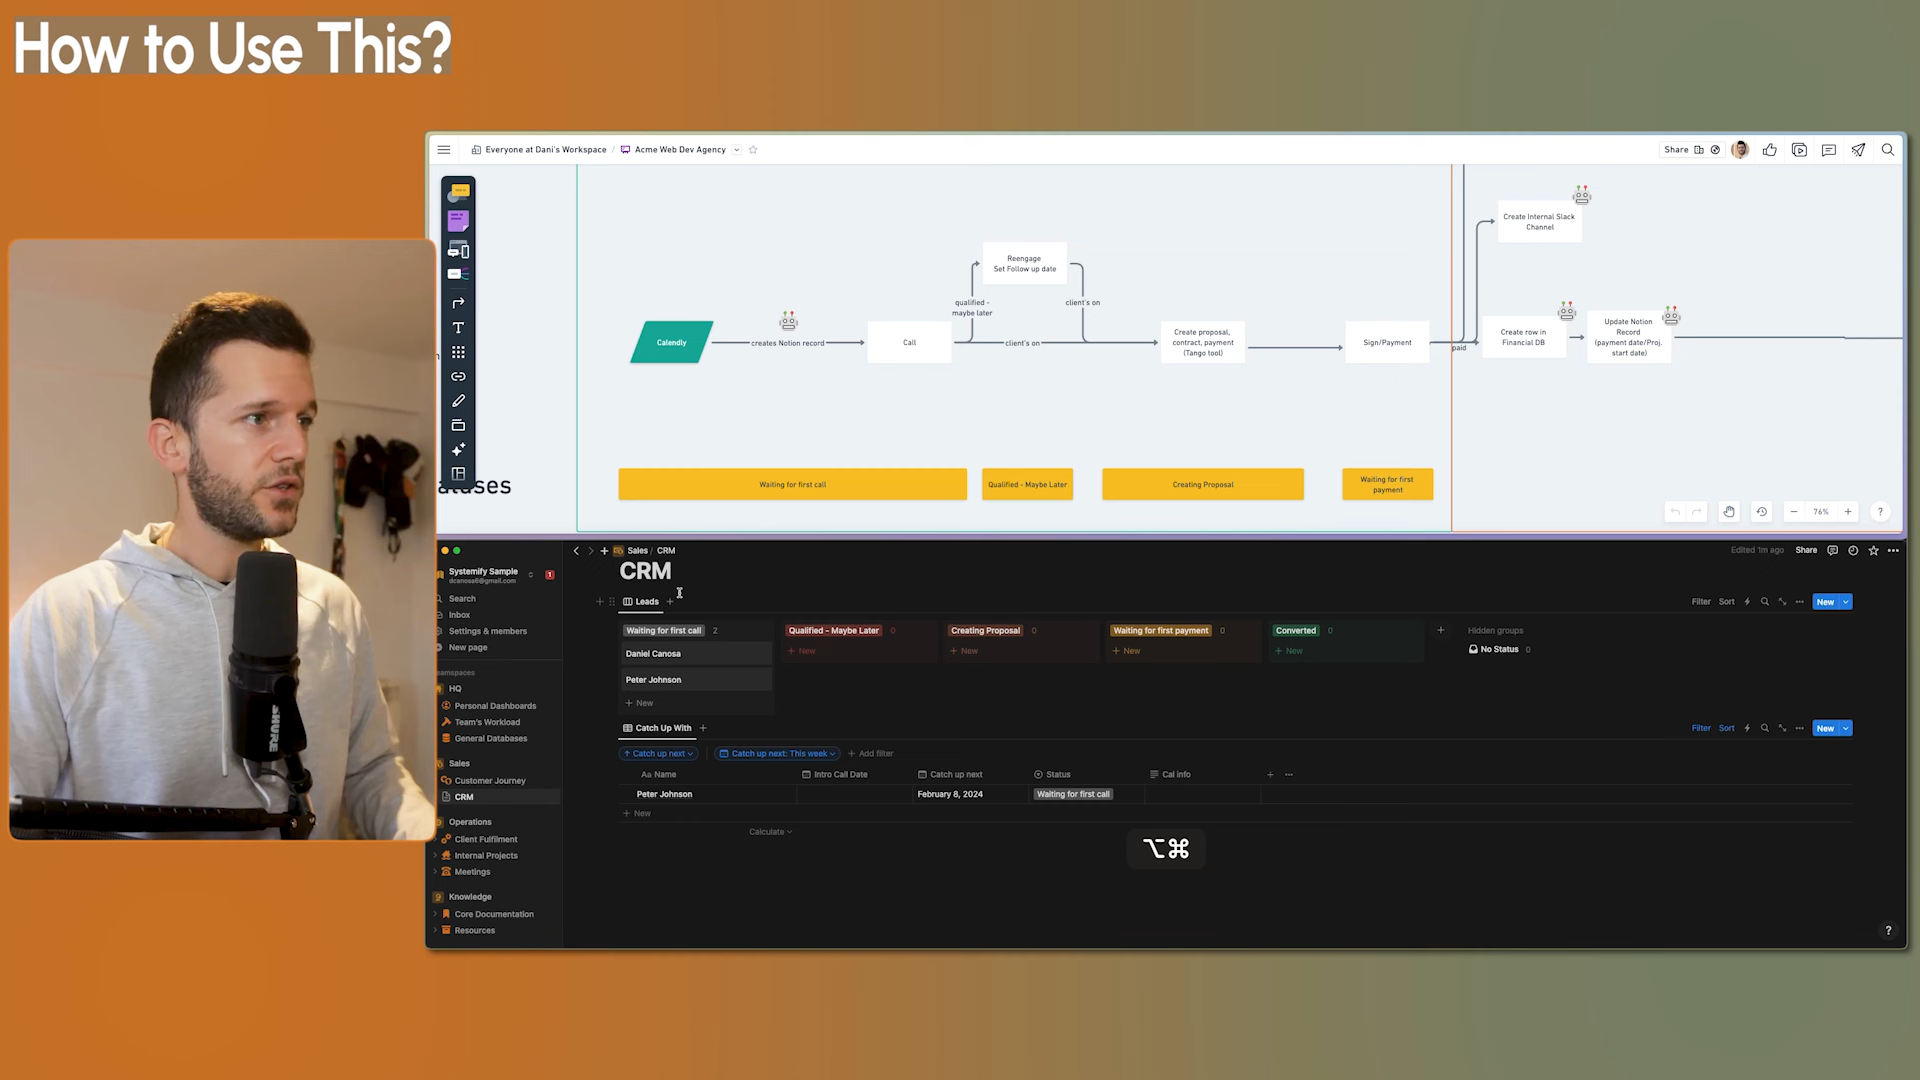 How to Use This?
Everyone at Dani's Workspace / Acme Web Dev Agency
Share
Create Internal Slack
Channel
Reengage
Set Follow up date
qualified -
maybe later
client's on
Calendly
creates Notion record
Call
client's on
Create proposal,
contract, payment
(Tango tool)
Sign/Payment
paid
Create row in
Financial DB
Update Notion
Record
(payment date/Proj.
start date)
Waiting for first call
Qualified - Maybe Later
Creating Proposal
Waiting for first
payment
76%
?
Systemify Sample
dcanosa6@gmail.com
1
Search
Inbox
Settings & members
New page
HQ
Personal Dashboards
Team's Workload
General Databases
Sales
Customer Journey
CRM
Operations
Client Fulfilment
Internal Projects
Meetings
Knowledge
Core Documentation
Resources
Sales / CRM
Edited 1m ago
Share
CRM
Leads
Filter
Sort
New
Waiting for first call 2
Qualified - Maybe Later 0
Creating Proposal 0
Waiting for first payment 0
Converted 0
Hidden groups
Daniel Canosa
+ New
+ New
+ New
+ New
No Status 0
Peter Johnson
+ New
Catch Up With
Filter
Sort
New
Catch up next
Catch up next: This week
+ Add filter
Aa Name
Intro Call Date
Catch up next
Status
Cal info
Peter Johnson
February 8, 2024
Waiting for first call
+ New
Calculate
⌥⌘
SHURE
?